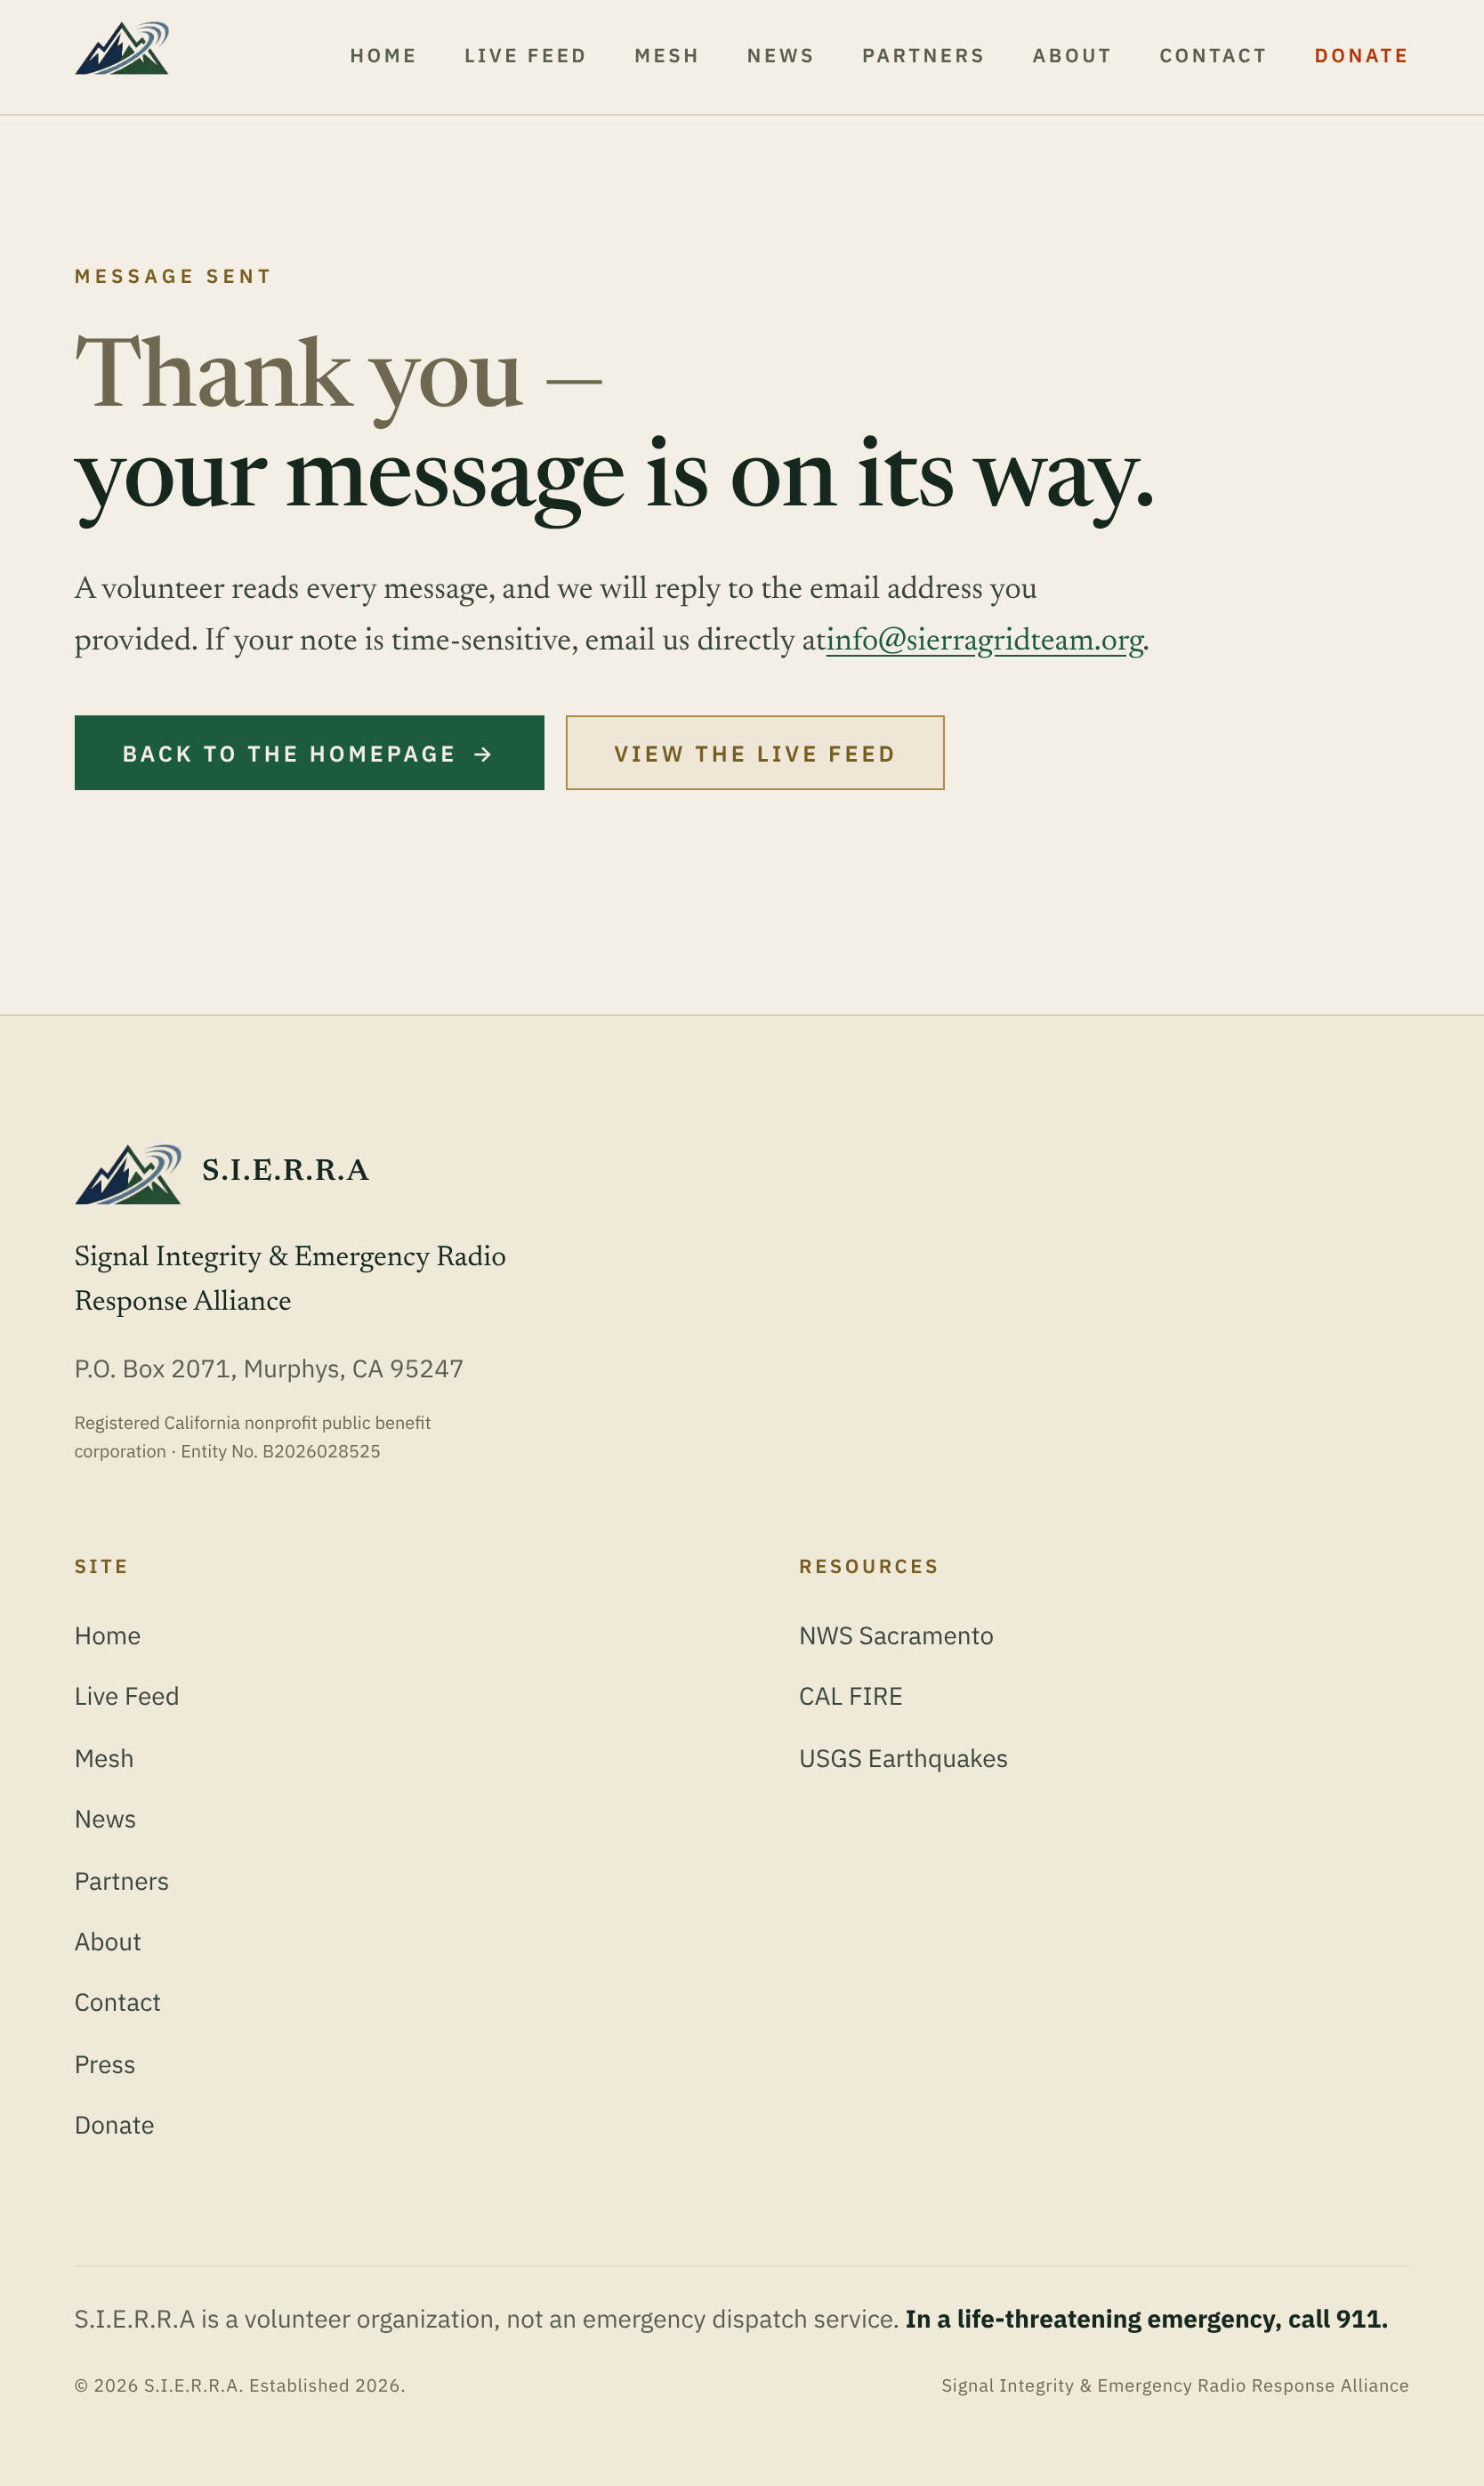 HOME LIVE FEED MESH NEWS PARTNERS ABOUT CONTACT DONATE
MESSAGE SENT
Thank you —
your message is on its way.
A volunteer reads every message, and we will reply to the email address you
provided. If your note is time-sensitive, email us directly atinfo@sierragridteam.org.
BACK TO THE HOMEPAGE →
VIEW THE LIVE FEED
S.I.E.R.R.A
Signal Integrity & Emergency Radio
Response Alliance
P.O. Box 2071, Murphys, CA 95247
Registered California nonprofit public benefit
corporation · Entity No. B2026028525
SITE
Home
Live Feed
Mesh
News
Partners
About
Contact
Press
Donate
RESOURCES
NWS Sacramento
CAL FIRE
USGS Earthquakes
S.I.E.R.R.A is a volunteer organization, not an emergency dispatch service. In a life-threatening emergency, call 911.
© 2026 S.I.E.R.R.A. Established 2026.
Signal Integrity & Emergency Radio Response Alliance